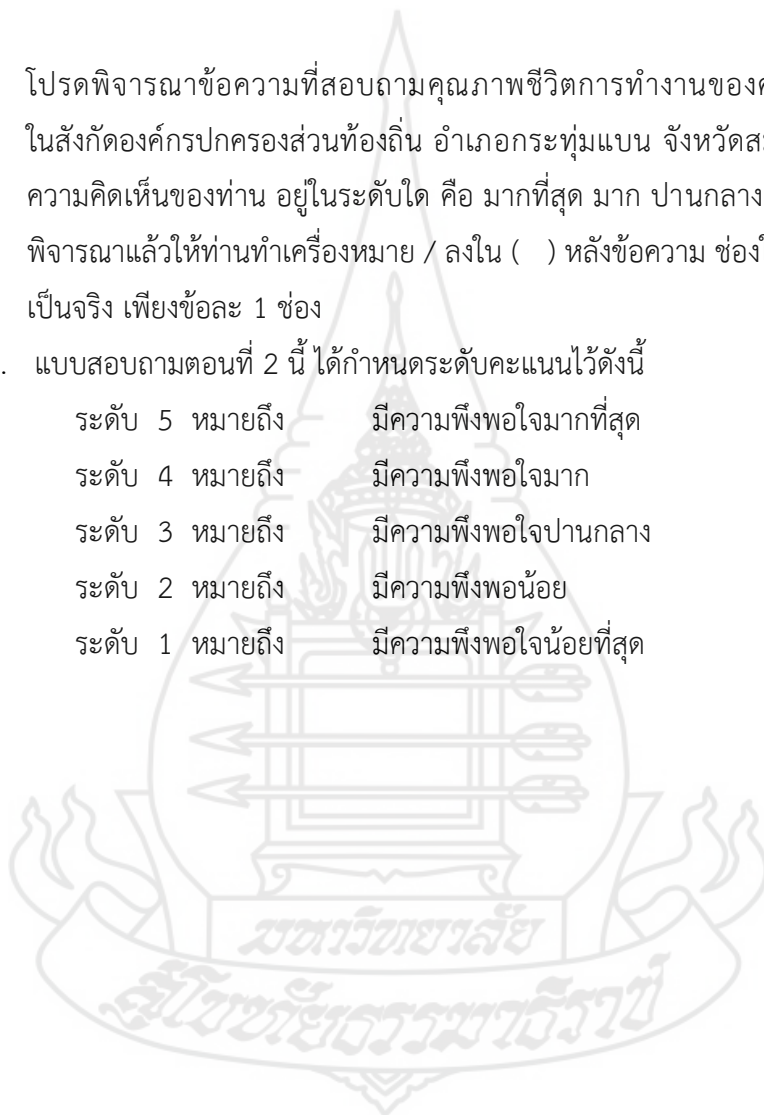 โปรดพิจารณาข้อความที่สอบถามคุณภาพชีวิตการทำงานของ
ในสังกัดองค์กรปกครองส่วนท้องถิ่น อำเภอกระทุ่มแบน จังหวัด
ความคิดเห็นของท่าน อยู่ในระดับใด คือ มากที่สุด มาก ปานกลาง
พิจารณาแล้วให้ท่านทำเครื่องหมาย / ลงใน ( ) หลังข้อความ
เป็นจริง เพียงข้อละ 1 ช่อง
. แบบสอบถามตอนที่ 2 นี้ ได้กำหนดระดับคะแนนไว้ดังนี้
ระดับ 5 หมายถึง มีความพึงพอใจมากที่สุด
ระดับ 4 หมายถึง มีความพึงพอใจมาก
ระดับ 3 หมายถึง มีความพึงพอใจปานกลาง
ระดับ 2 หมายถึง มีความพึงพอน้อย
ระดับ 1 หมายถึง มีความพึงพอใจน้อยที่สุด
มหาวิทยาลัย
สุโขทัยธรรมาธิราช